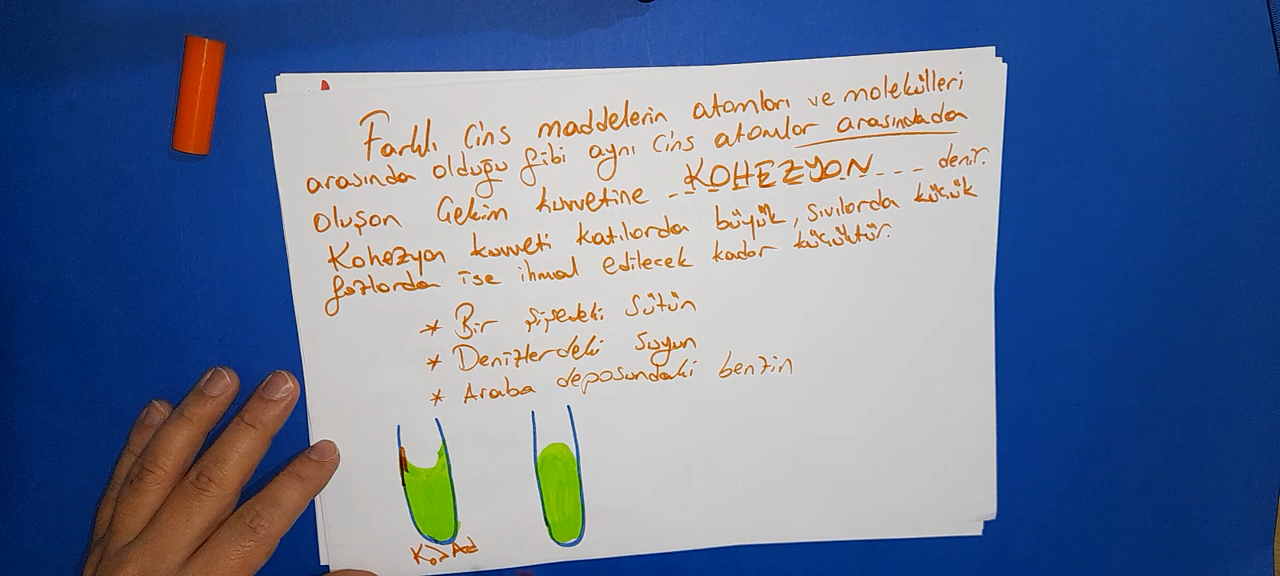 Farklı Cins maddelerin atomları ve molekülleri
arasında olduğu gibi aynı Cins atomlar arasındada
oluşan Çekim kuvvetine _ KOHEZYON _ _ _ denir.
Kohezyon kuvveti katılarda büyük, sıvılarda küçük
gazlarda ise ihmal edilecek kadar küçüktür.
* Bir şişedeki Sütün
* Denizlerdeki Suyun
* Araba deposundaki benzin
Ko>Ad